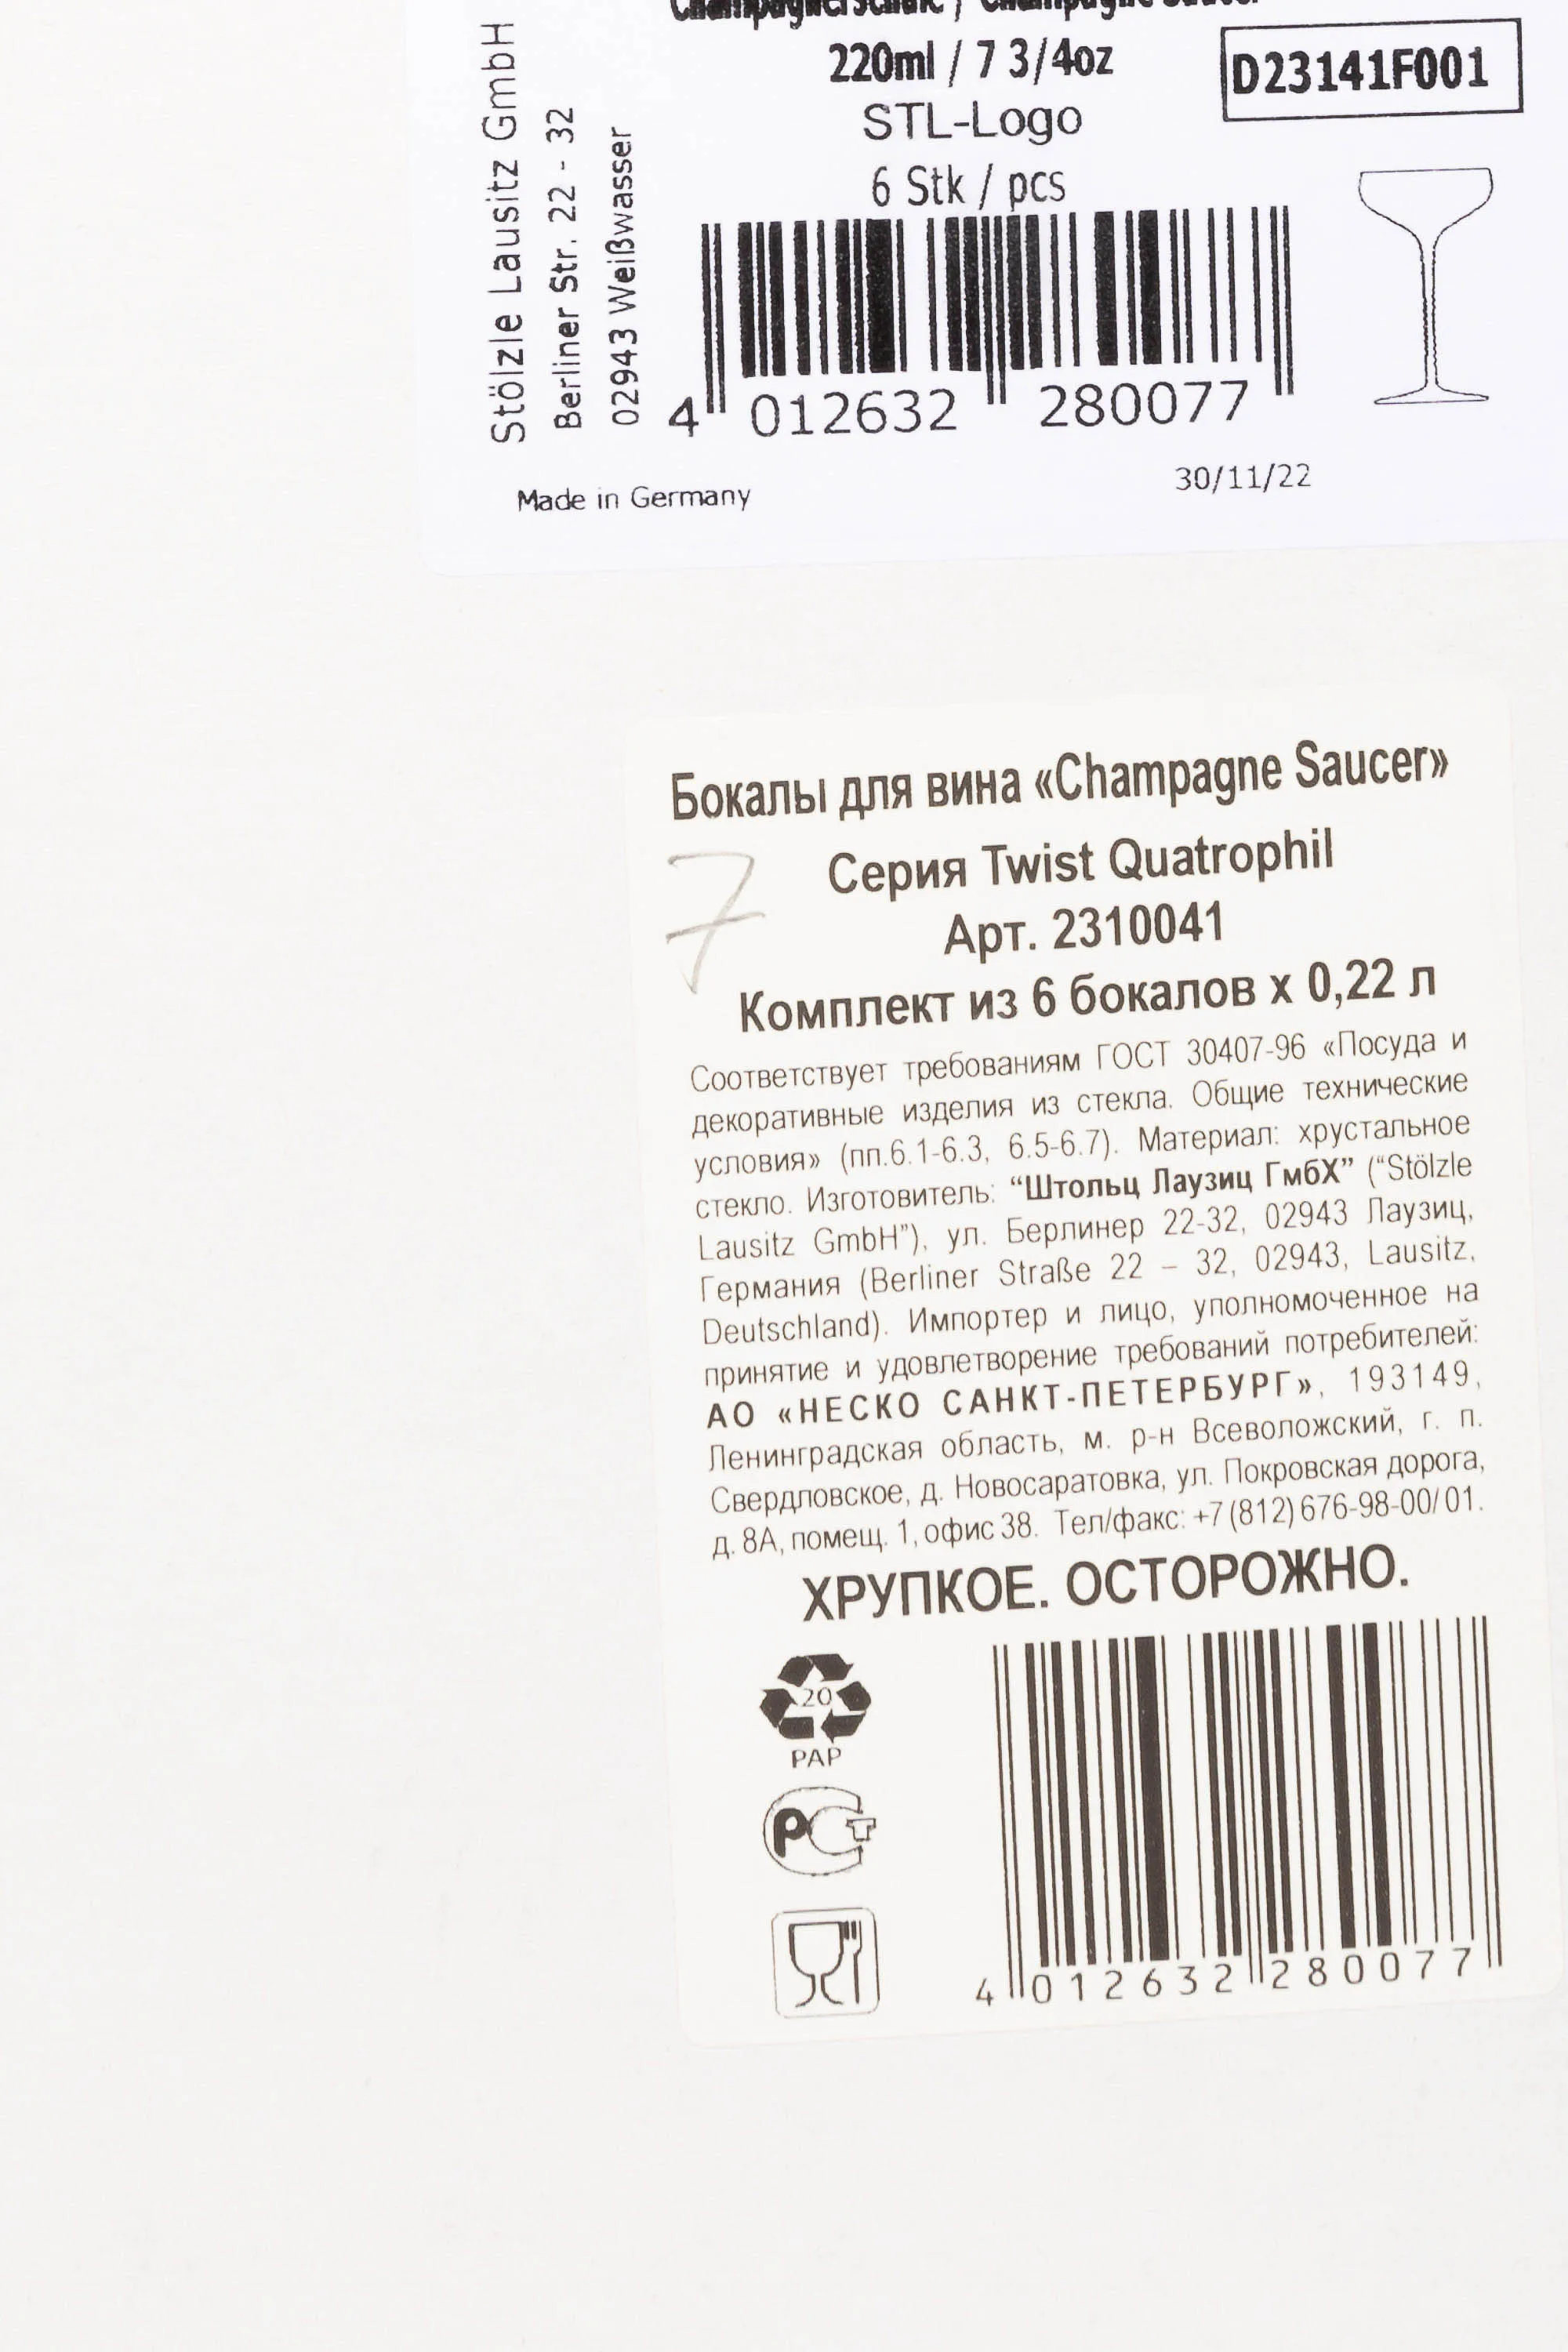 Champagnerschale / Champagne Saucer
220ml / 7 3/4oz
D23141F001
STL-Logo
6 Stk / pcs
Stölzle Lausitz GmbH
Berliner Str. 22 - 32
02943 Weißwasser
4 012632 280077
Made in Germany
30/11/22
Бокалы для вина «Champagne Saucer»
Серия Twist Quatrophil
7
Арт. 2310041
Комплект из 6 бокалов x 0,22 л
Соответствует требованиям ГОСТ 30407-96 «Посуда и
декоративные изделия из стекла. Общие технические
условия» (пп.6.1-6.3, 6.5-6.7). Материал: хрустальное
стекло. Изготовитель: “Штольц Лаузиц ГмбХ” (“Stölzle
Lausitz GmbH”), ул. Берлинер 22-32, 02943 Лаузиц,
Германия (Berliner Straße 22 – 32, 02943, Lausitz,
Deutschland). Импортер и лицо, уполномоченное на
принятие и удовлетворение требований потребителей:
АО «НЕСКО САНКТ-ПЕТЕРБУРГ», 193149,
Ленинградская область, м. р-н Всеволожский, г. п.
Свердловское, д. Новосаратовка, ул. Покровская дорога,
д. 8А, помещ. 1, офис 38. Тел/факс: +7 (812) 676-98-00/ 01.
ХРУПКОЕ. ОСТОРОЖНО.
20
PAP
РСТ
4 012632 280077